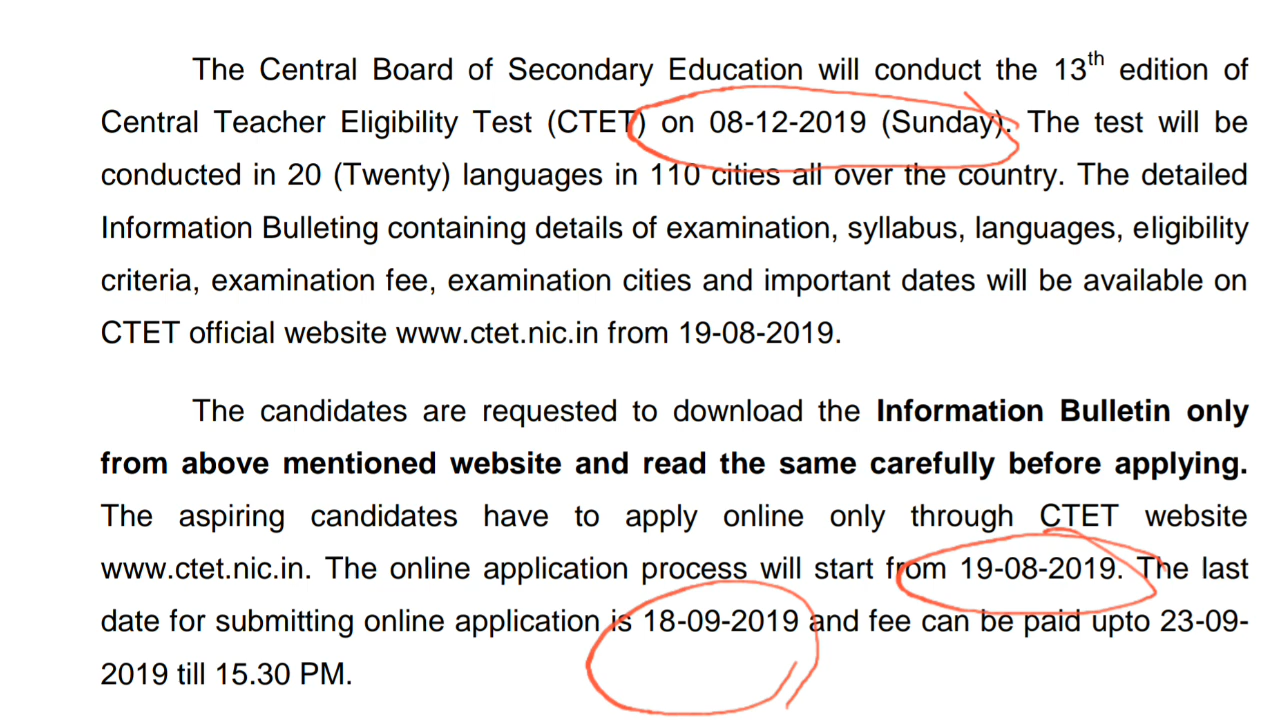 The Central Board of Secondary Education will conduct the 13th edition of
Central Teacher Eligibility Test (CTET) on 08-12-2019 (Sunday). The test will be
conducted in 20 (Twenty) languages in 110 cities all over the country. The detailed
Information Bulleting containing details of examination, syllabus, languages, eligibility
criteria, examination fee, examination cities and important dates will be available on
CTET official website www.ctet.nic.in from 19-08-2019.
The candidates are requested to download the Information Bulletin only
from above mentioned website and read the same carefully before applying.
The aspiring candidates have to apply online only through CTET website
www.ctet.nic.in. The online application process will start from 19-08-2019. The last
date for submitting online application is 18-09-2019 and fee can be paid upto 23-09-
2019 till 15.30 PM.